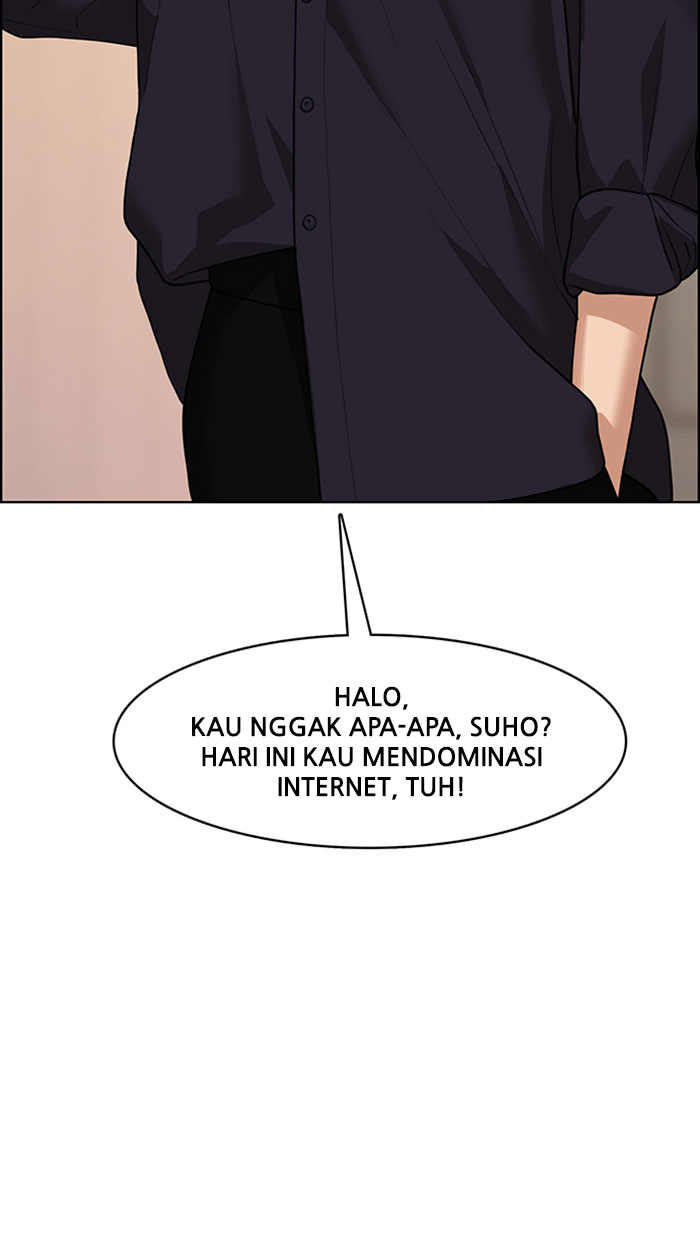 HALO,
KAU NGGAK APA-APA, SUHO?
HARI INI KAU MENDOMINASI
INTERNET, TUH!